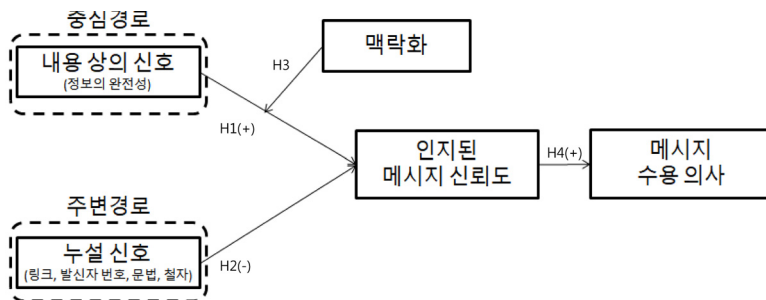 중심경로
내용 상의 신호
(정보의 완전성)
맥락화
H3
H1(+)
인지된
메시지 신뢰도
H4(+)
메시지
수용 의사
주변경로
누설 신호
(링크, 발신자 번호, 문법, 철자)
H2(-)